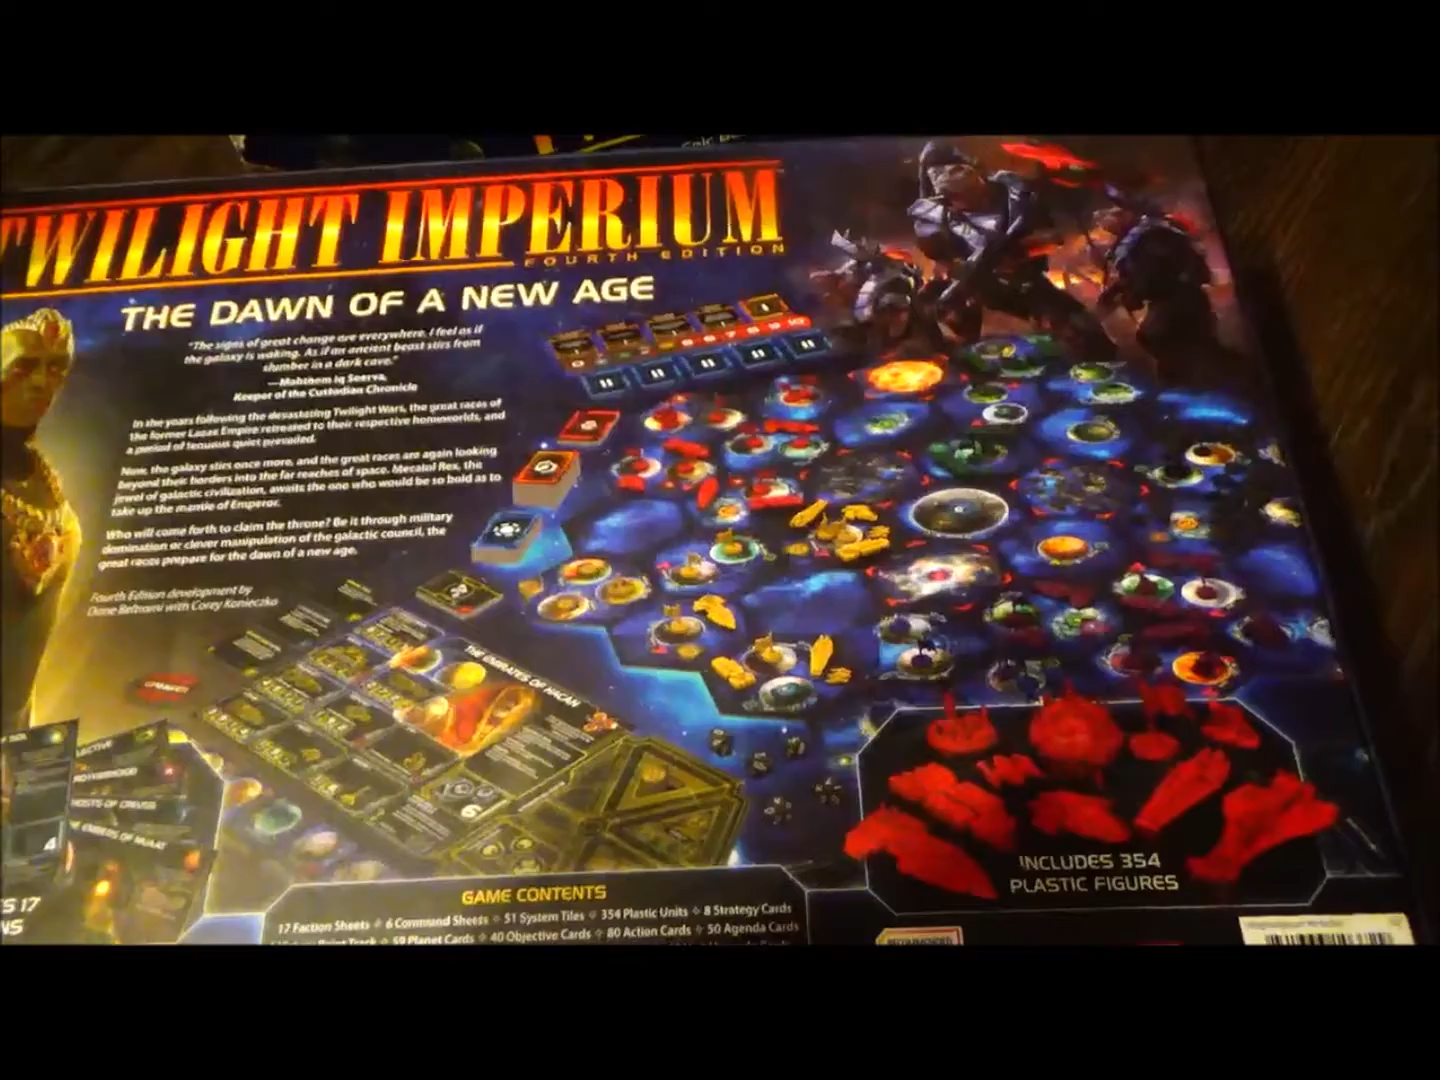 TWILIGHT IMPERIUM
FOURTH EDITION
THE DAWN OF A NEW AGE
"The signs of great change are everywhere. I feel as if
the galaxy is waking. As if an ancient beast stirs from
slumber in a dark cave."
—Mahthom Iq Seerva,
Keeper of the Custodian Chronicle
In the years following the devastating Twilight Wars, the great races of
the former Lazax Empire retreated to their respective homeworlds, and
a period of tenuous quiet prevailed.
Now, the galaxy stirs once more, and the great races are again looking
beyond their borders into the far reaches of space. Mecatol Rex, the
jewel of galactic civilization, awaits the one who would be so bold as to
take up the mantle of Emperor.
Who will come forth to claim the throne? Be it through military
domination or clever manipulation of the galactic council, the
great races prepare for the dawn of a new age.
Fourth Edition development by
Dane Beltrami with Corey Konieczka
THE EMIRATES OF HACAN
6
4
INCLUDES 354
PLASTIC FIGURES
GAME CONTENTS
17 Faction Sheets ✧ 6 Command Sheets ✧ 51 System Tiles ✧ 354 Plastic Units ✧ 8 Strategy Cards
Point Track ✧ 59 Planet Cards ✧ 40 Objective Cards ✧ 80 Action Cards ✧ 50 Agenda Cards
RECOMMENDED